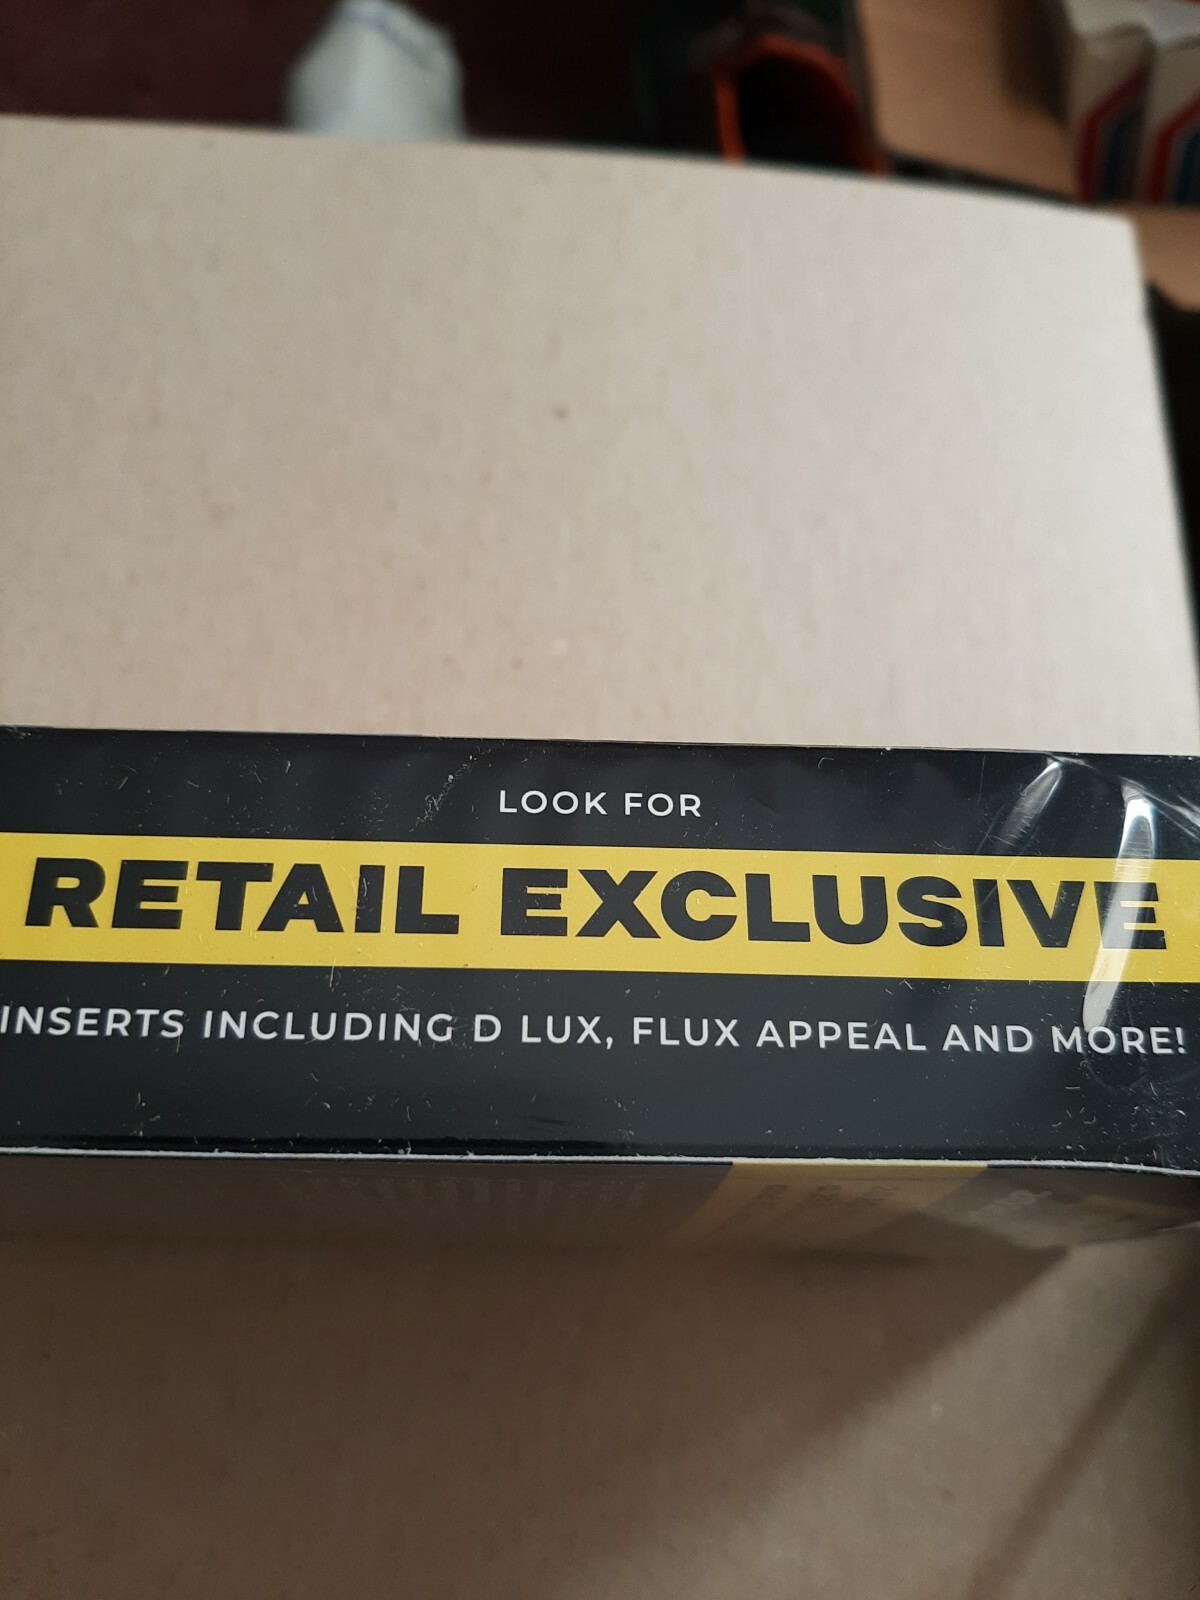 LOOK FOR
RETAIL EXCLUSIVE
INSERTS INCLUDING D LUX, FLUX APPEAL AND MORE!